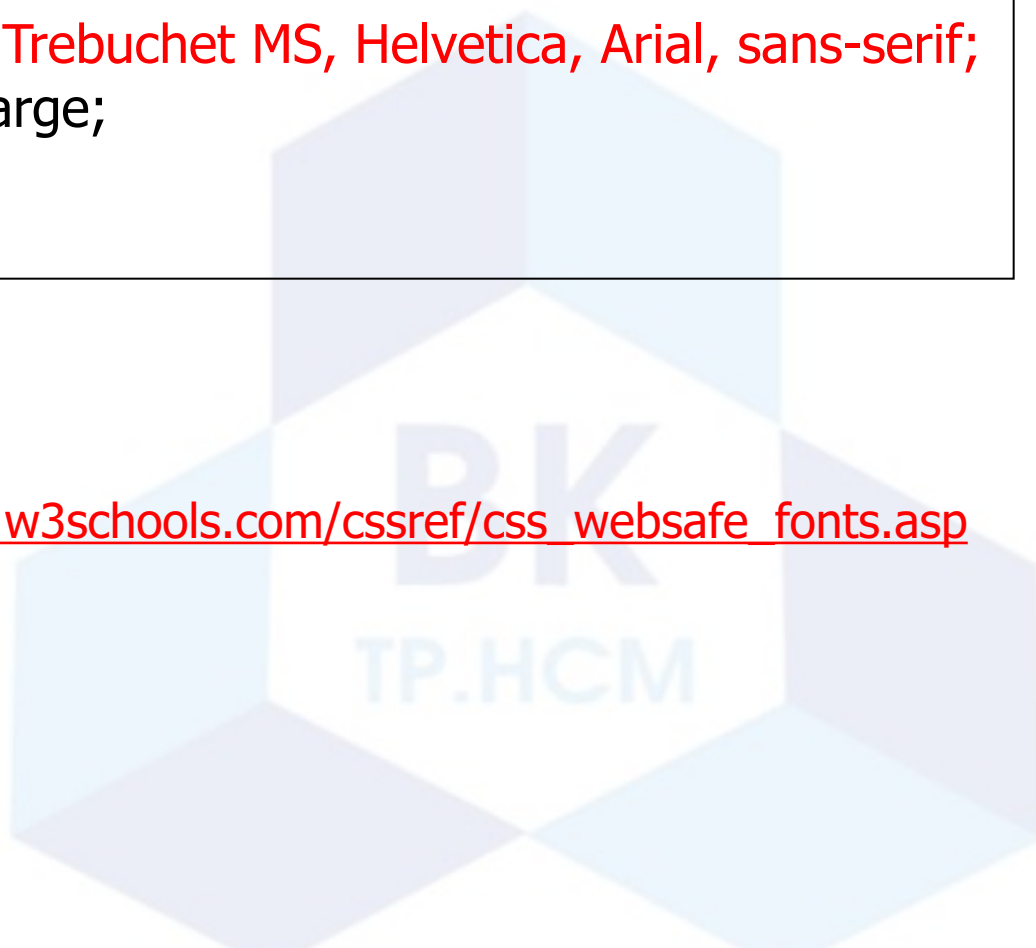 Trebuchet MS, Helvetica, Arial, sans-serif;
arge;
w3schools.com/cssref/css_websafe_fonts.asp
BK
TP.HCM